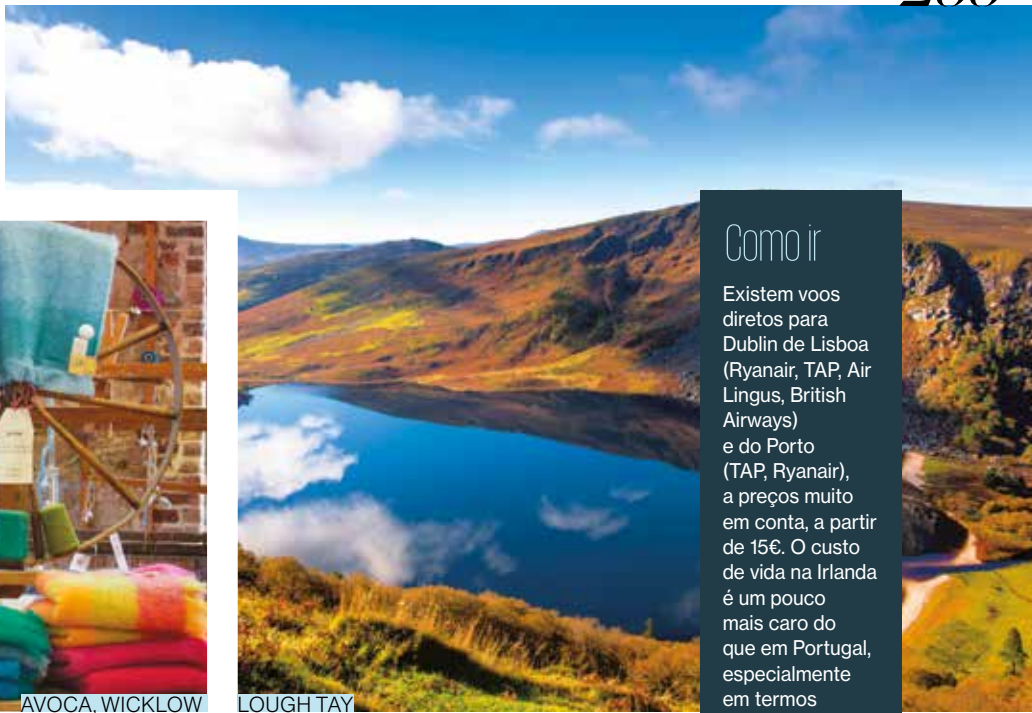 Como ir
Existem voos
diretos para
Dublin de Lisboa
(Ryanair, TAP, Air
Lingus, British
Airways)
e do Porto
(TAP, Ryanair),
a preços muito
em conta, a partir
de 15€. O custo
de vida na Irlanda
é um pouco
mais caro do
que em Portugal,
especialmente
em termos
AVOCA, WICKLOW
LOUGH TAY